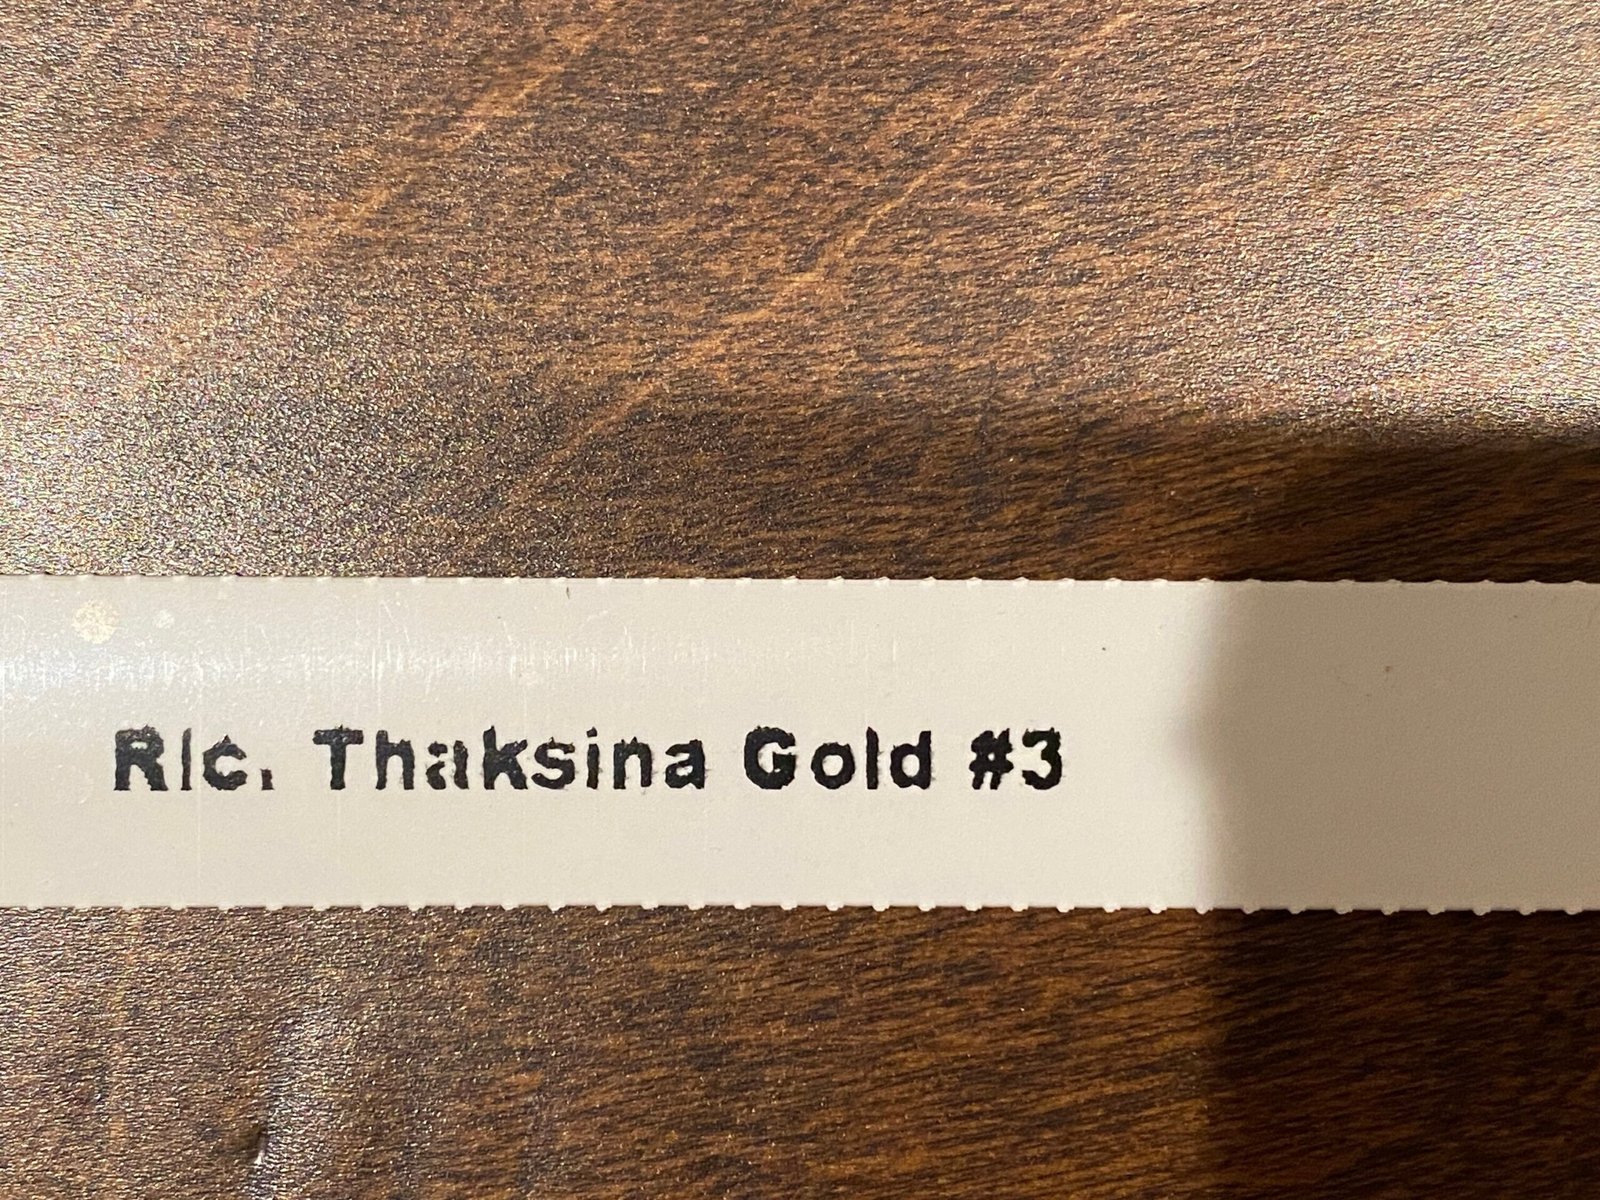 Rlc. Thaksina Gold #3